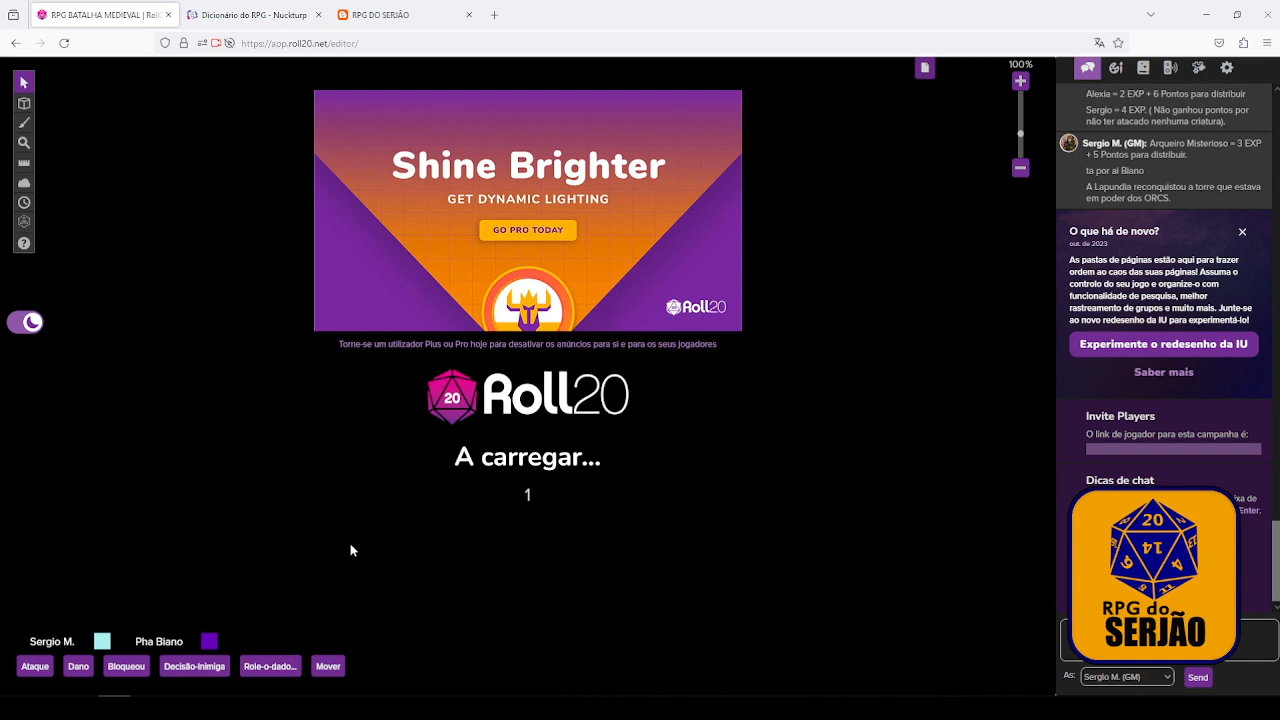 RPG BATALHA MEDIEVAL | Roll
Dicionário do RPG - Nuckturp
RPG DO SERJÃO
https://app.roll20.net/editor/
100%
Shine Brighter
GET DYNAMIC LIGHTING
GO PRO TODAY
Roll20
Torne-se um utilizador Plus ou Pro hoje para desativar os anúncios para si e para os seus jogadores
20
Roll20
A carregar...
1
Sergio M.
Pha Biano
Ataque
Dano
Bloqueou
Decisão-Inimiga
Role-o-dado...
Mover
Alexia = 2 EXP + 6 Pontos para distribuir
Sergio = 4 EXP. ( Não ganhou pontos por
não ter atacado nenhuma criatura).
Sergio M. (GM): Arqueiro Misterioso = 3 EXP
+ 5 Pontos para distribuir.
ta por ai Biano
A Lapundia reconquistou a torre que estava
em poder dos ORCS.
O que há de novo?
out. de 2023
As pastas de páginas estão aqui para trazer
ordem ao caos das suas páginas! Assuma o
controlo do seu jogo e organize-o com
funcionalidade de pesquisa, melhor
rastreamento de grupos e muito mais. Junte-se
ao novo redesenho da IU para experimentá-lo!
Experimente o redesenho da IU
Saber mais
Invite Players
O link de jogador para esta campanha é:
Dicas de chat
Enter.
20
14
RPG do
SERJÃO
As:
Sergio M. (GM)
Send